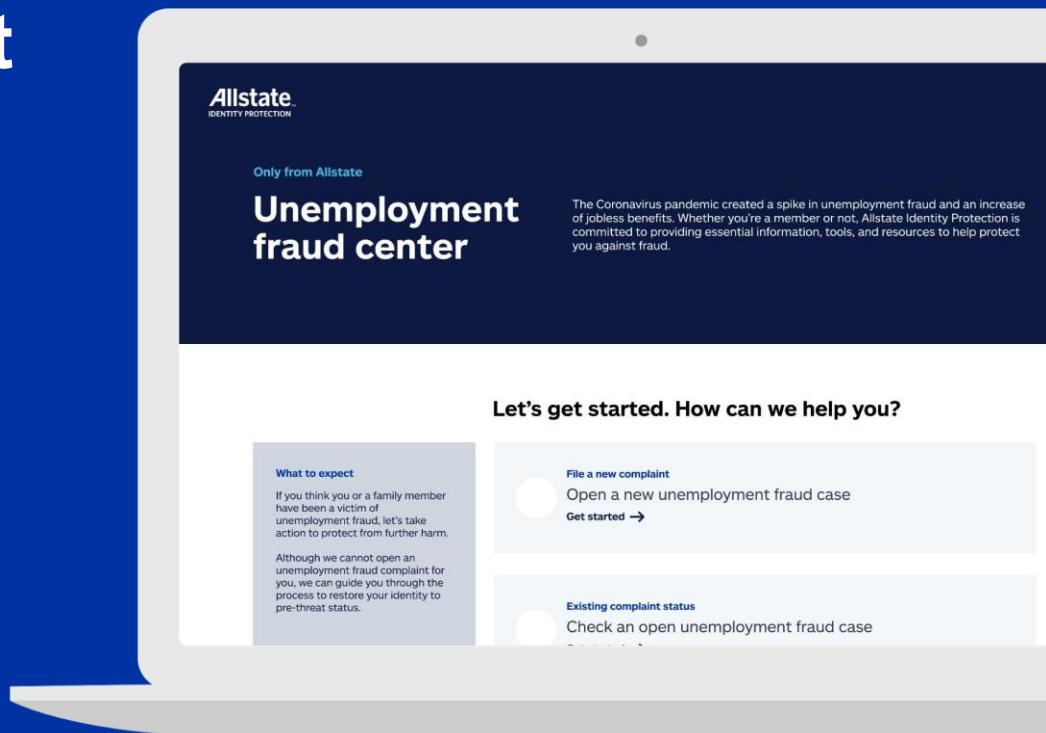 t
Allstate
IDENTITY PROTECTION
Only from Allstate
Unemployment
fraud center
The Coronavirus pandemic created a spike in unemployment fraud and an increase
of jobless benefits. Whether you're a member or not, Allstate Identity Protection is
committed to providing essential information, tools, and resources to help protect
you against fraud.
Let's get started. How can we help you?
What to expect
If you think you or a family member
have been a victim of
unemployment fraud, let's take
action to protect from further harm.
Although we cannot open an
unemployment fraud complaint for
you, we can guide you through the
process to restore your identity to
pre-threat status.
File a new complaint
Open a new unemployment fraud case
Get started →
Existing complaint status
Check an open unemployment fraud case